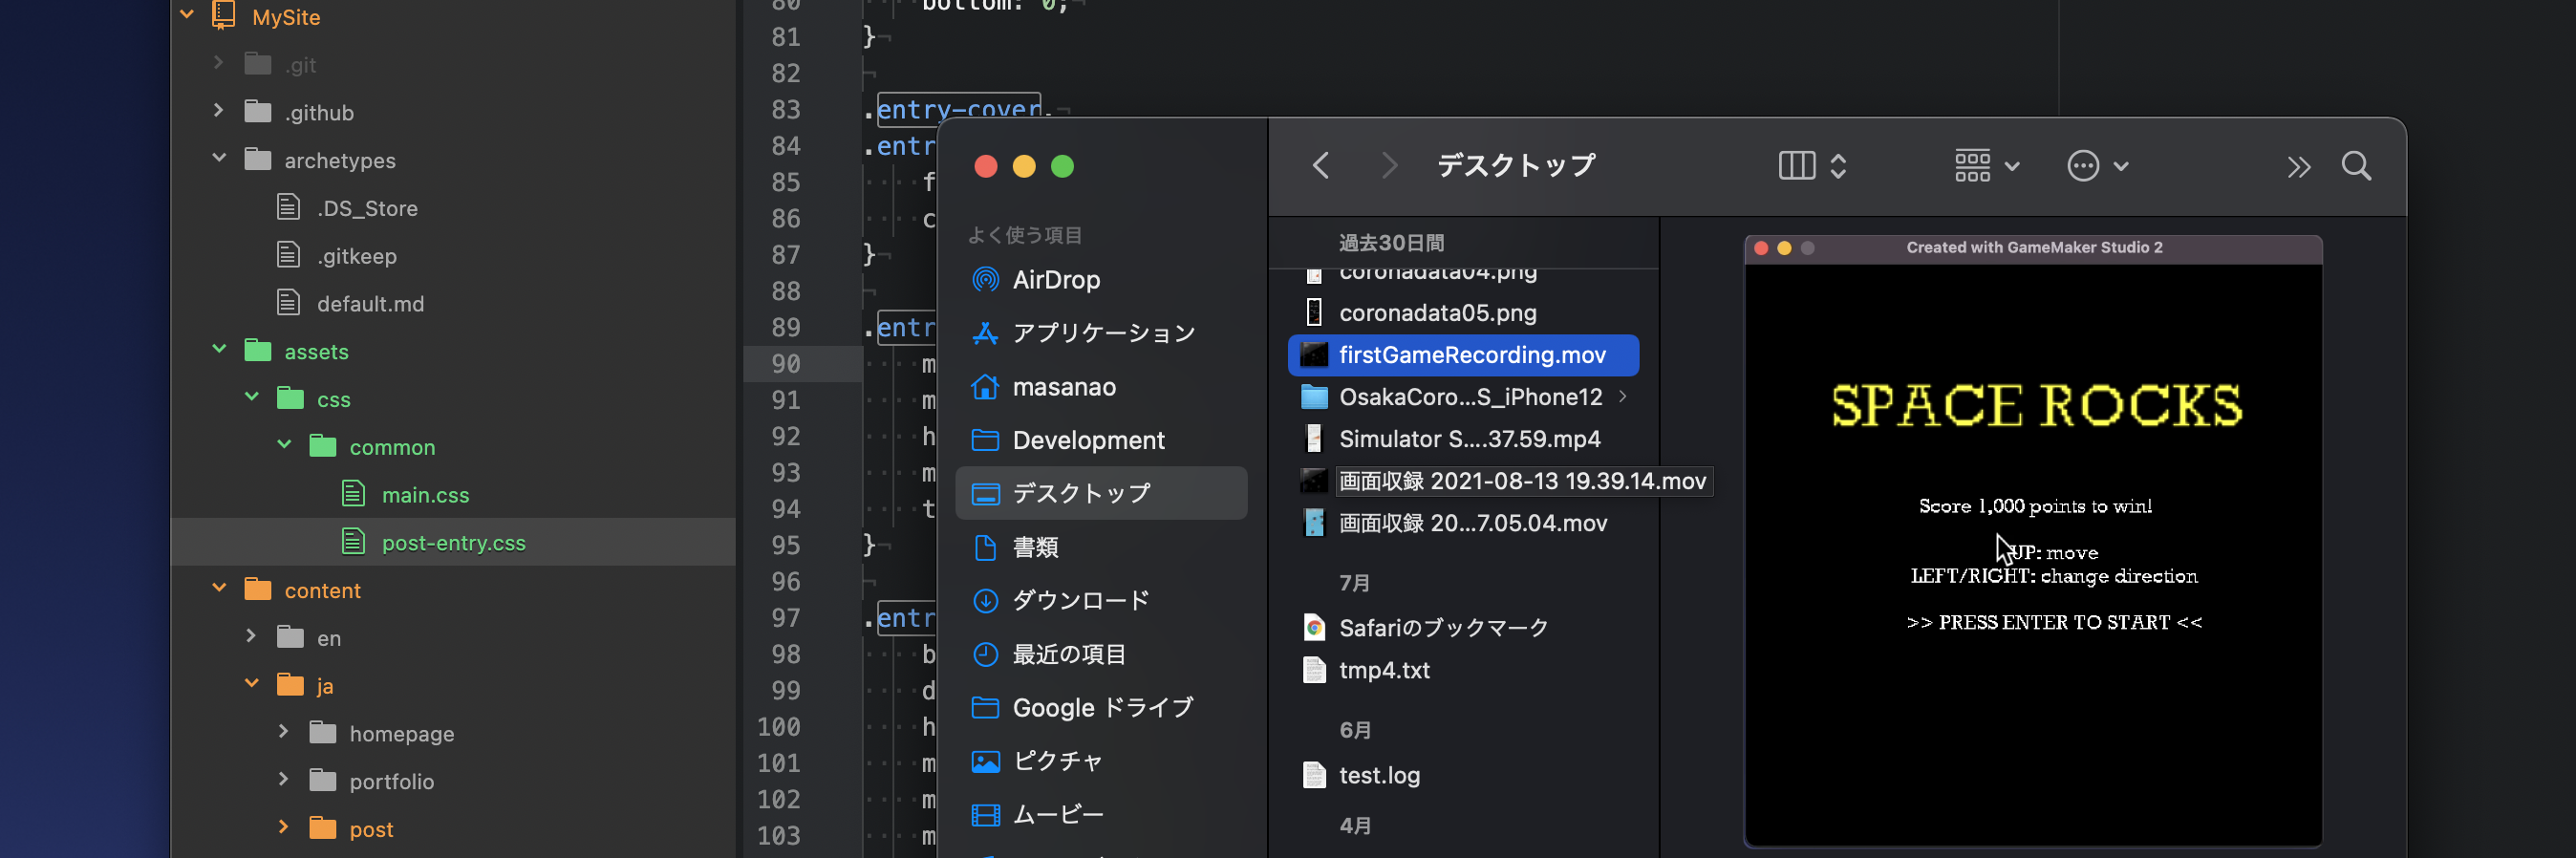 MySite
.git
.github
archetypes
.DS_Store
.gitkeep
default.md
assets
css
common
main.css
post-entry.css
content
en
ja
homepage
portfolio
post
80 bottom: 0;
81 }
82
83 .entry-cover,
84 .entr
85 f
86 c
87 }
88
89 .entr
90 m
91 m
92 h
93 m
94 t
95 }
96
97 .entr
98 b
99 d
100 h
101 m
102 m
103 m
よく使う項目
AirDrop
アプリケーション
masanao
Development
デスクトップ
書類
ダウンロード
最近の項目
Google ドライブ
ピクチャ
ムービー
デスクトップ
過去30日間
coronadata04.png
coronadata05.png
firstGameRecording.mov
OsakaCoro...S_iPhone12
Simulator S....37.59.mp4
画面収録 2021-08-13 19.39.14.mov
画面収録 20...7.05.04.mov
7月
Safariのブックマーク
tmp4.txt
6月
test.log
4月
Created with GameMaker Studio 2
SPACE ROCKS
Score 1,000 points to win!
UP: move
LEFT/RIGHT: change direction
>> PRESS ENTER TO START <<